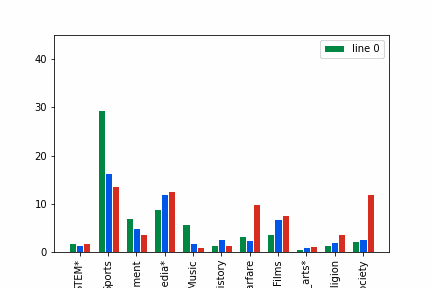 line 0
40
30
20
10
0
STEM*
Sports
ment
edia*
Music
istory
arfare
Films
_arts*
ligion
ociety